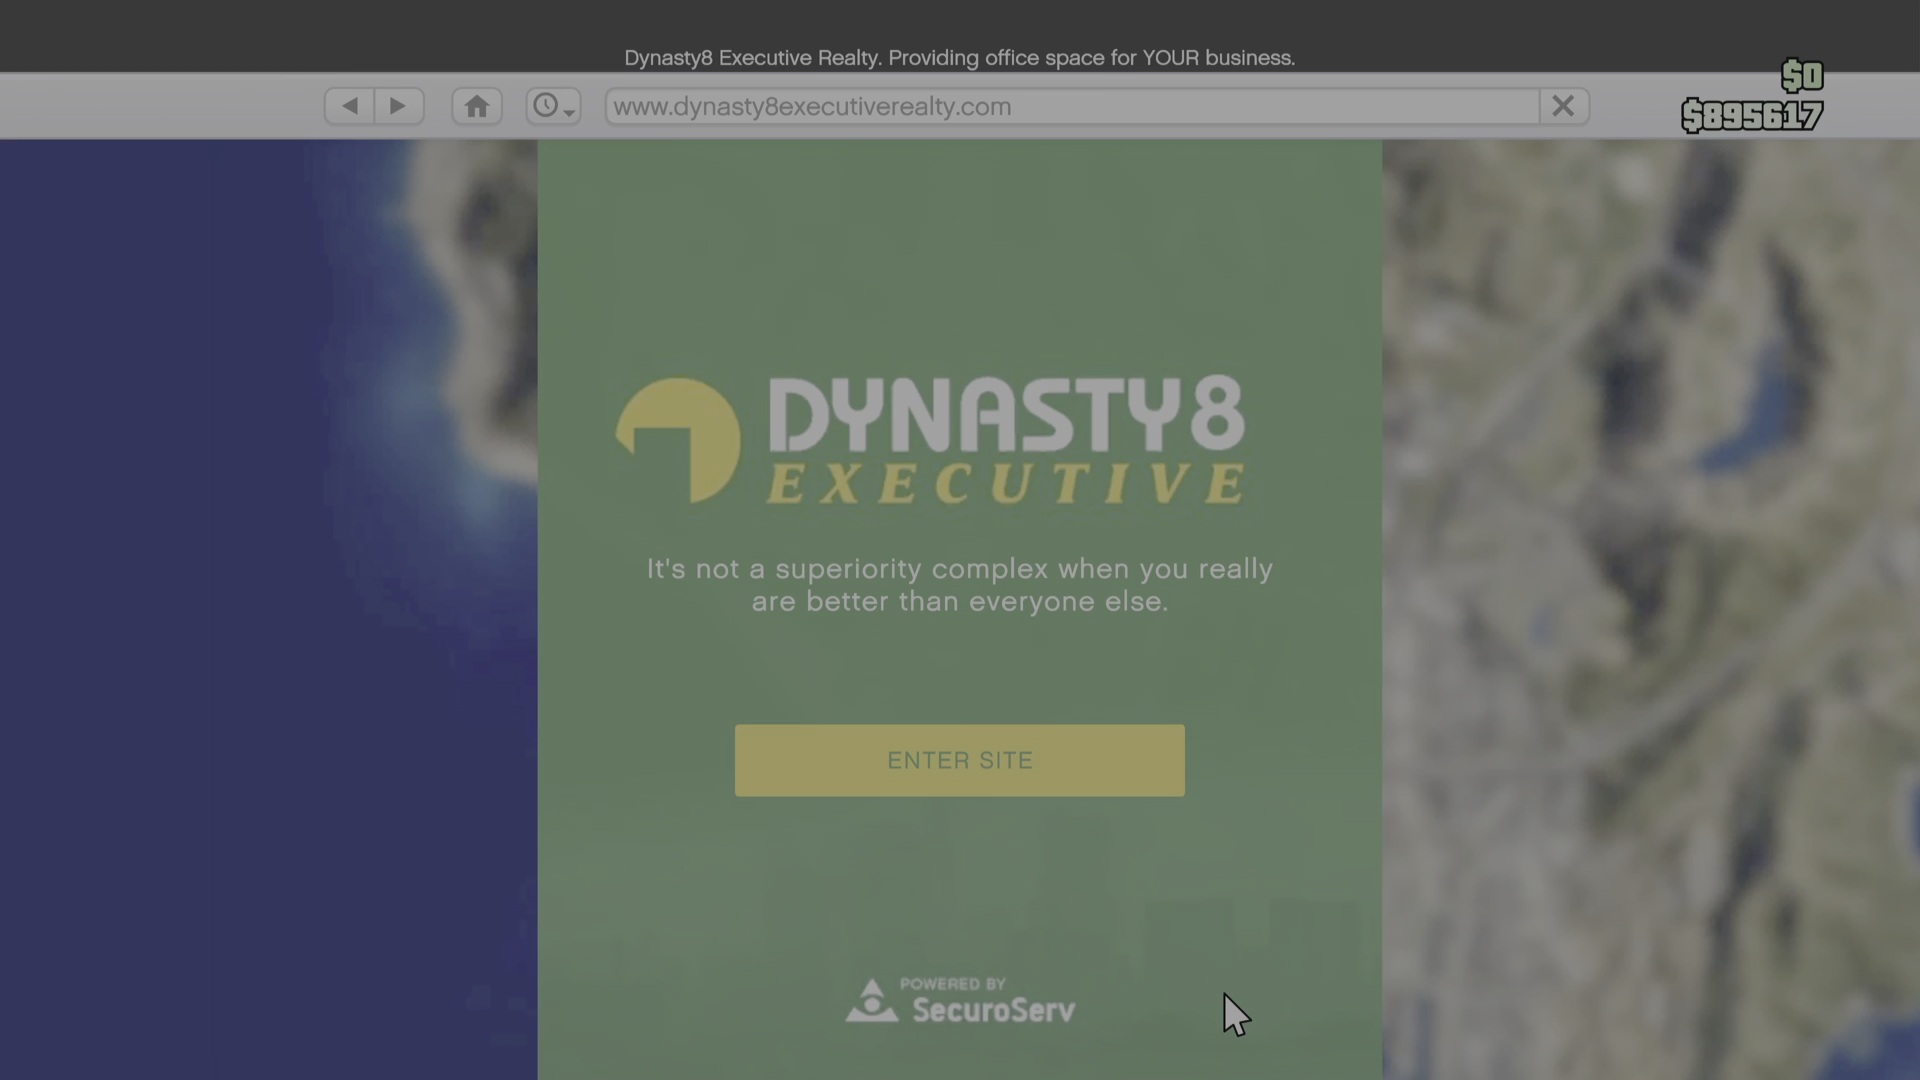 Dynasty8 Executive Realty. Providing office space for YOUR business.
$0
www.dynasty8executiverealty.com
$895617
DYNASTY8
EXECUTIVE
It's not a superiority complex when you really
are better than everyone else.
ENTER SITE
POWERED BY
SecuroServ